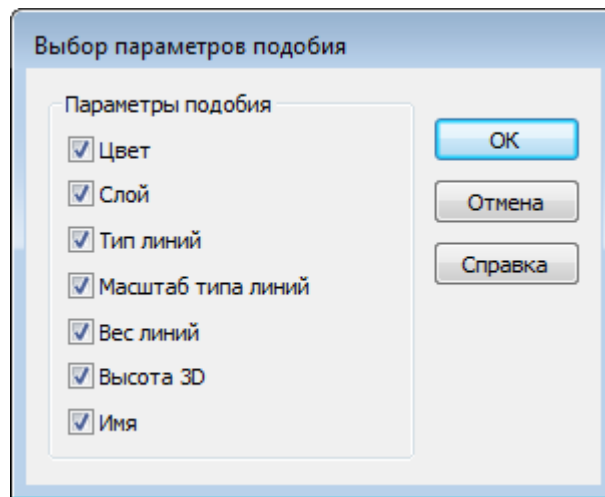 Выбор параметров подобия
Параметры подобия
Цвет
Слой
Тип линий
Масштаб типа линий
Вес линий
Высота 3D
Имя
ОК
Отмена
Справка